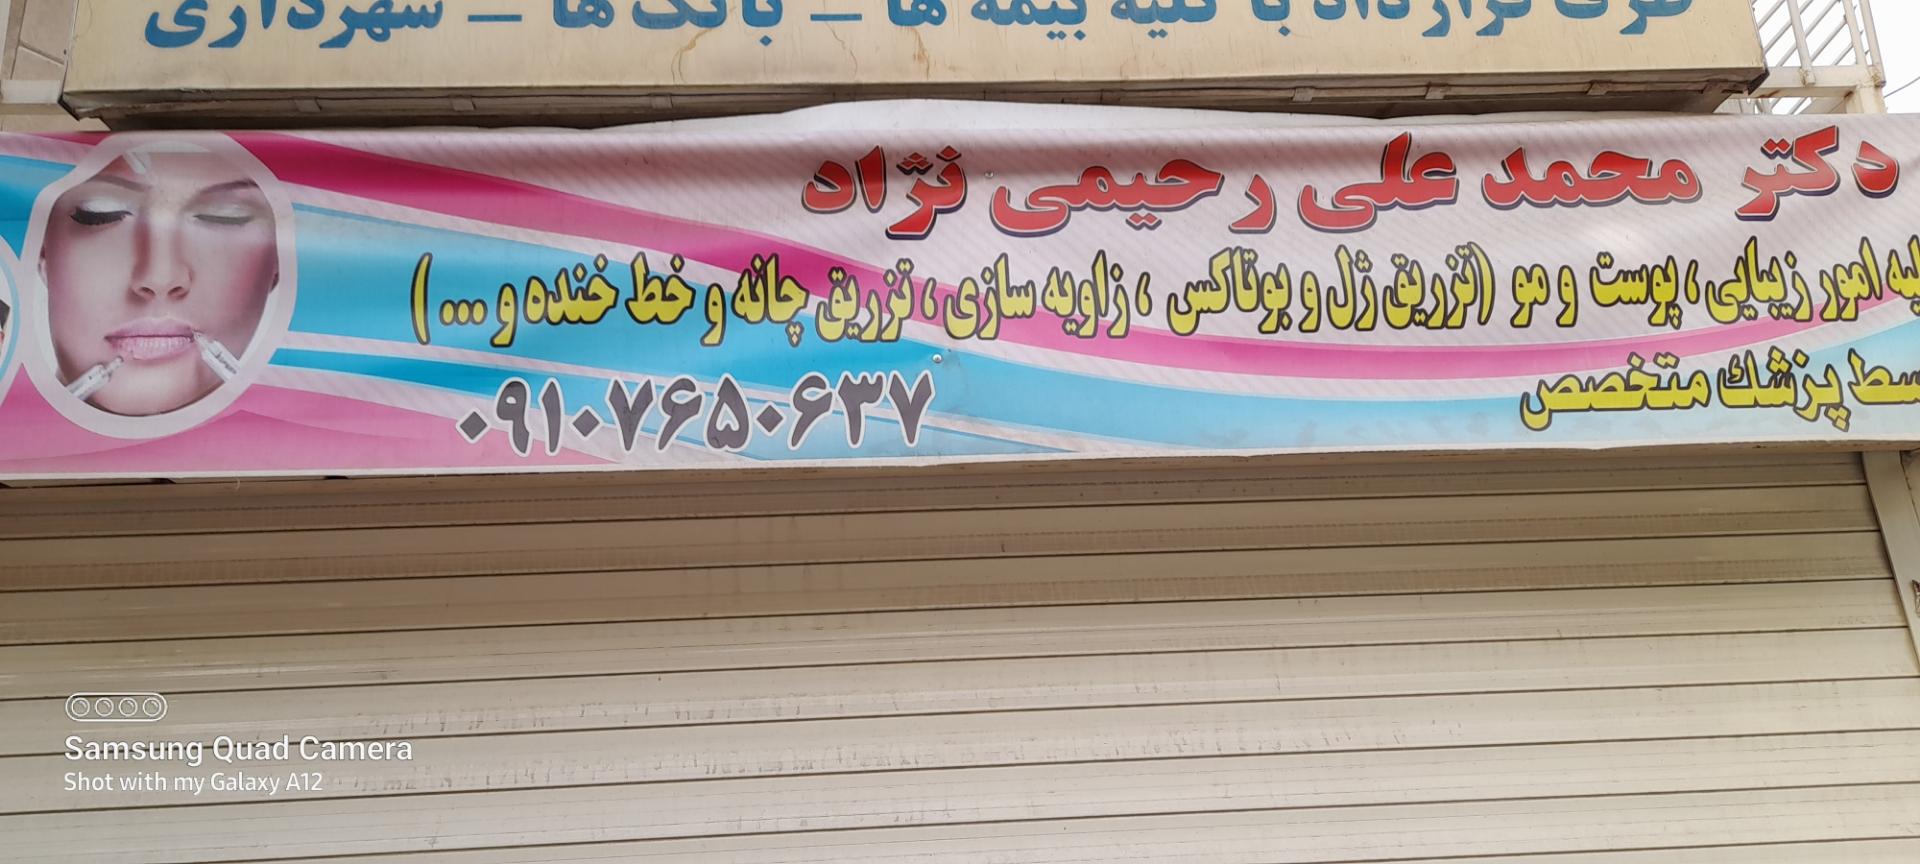 طرف قرارداد با کلیه بیمه ها _ بانک ها _ شهرداری
دکتر محمد علی رحیمی نژاد
امور زیبایی ، پوست و مو (تزریق ژل و بوتاکس ، زاویه سازی ، تزریق چانه و خط خنده و ... )
پزشك متخصص
۰۹۱۰۷۶۵۰۶۳۷
Samsung Quad Camera
Shot with my Galaxy A12